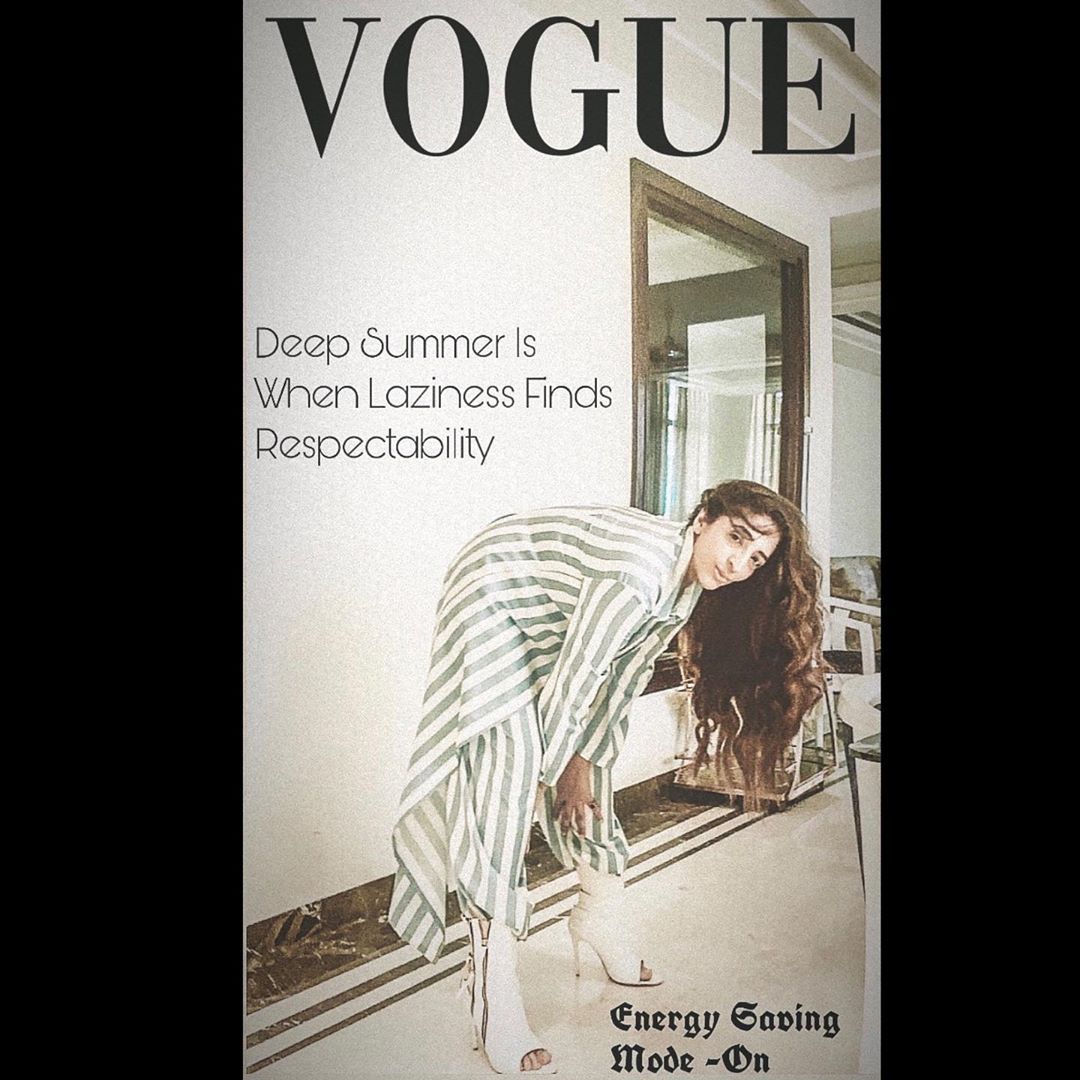 VOGUE
Deep Summer Is
When Laziness Finds
Respectability
Energy Saving
Mode -On